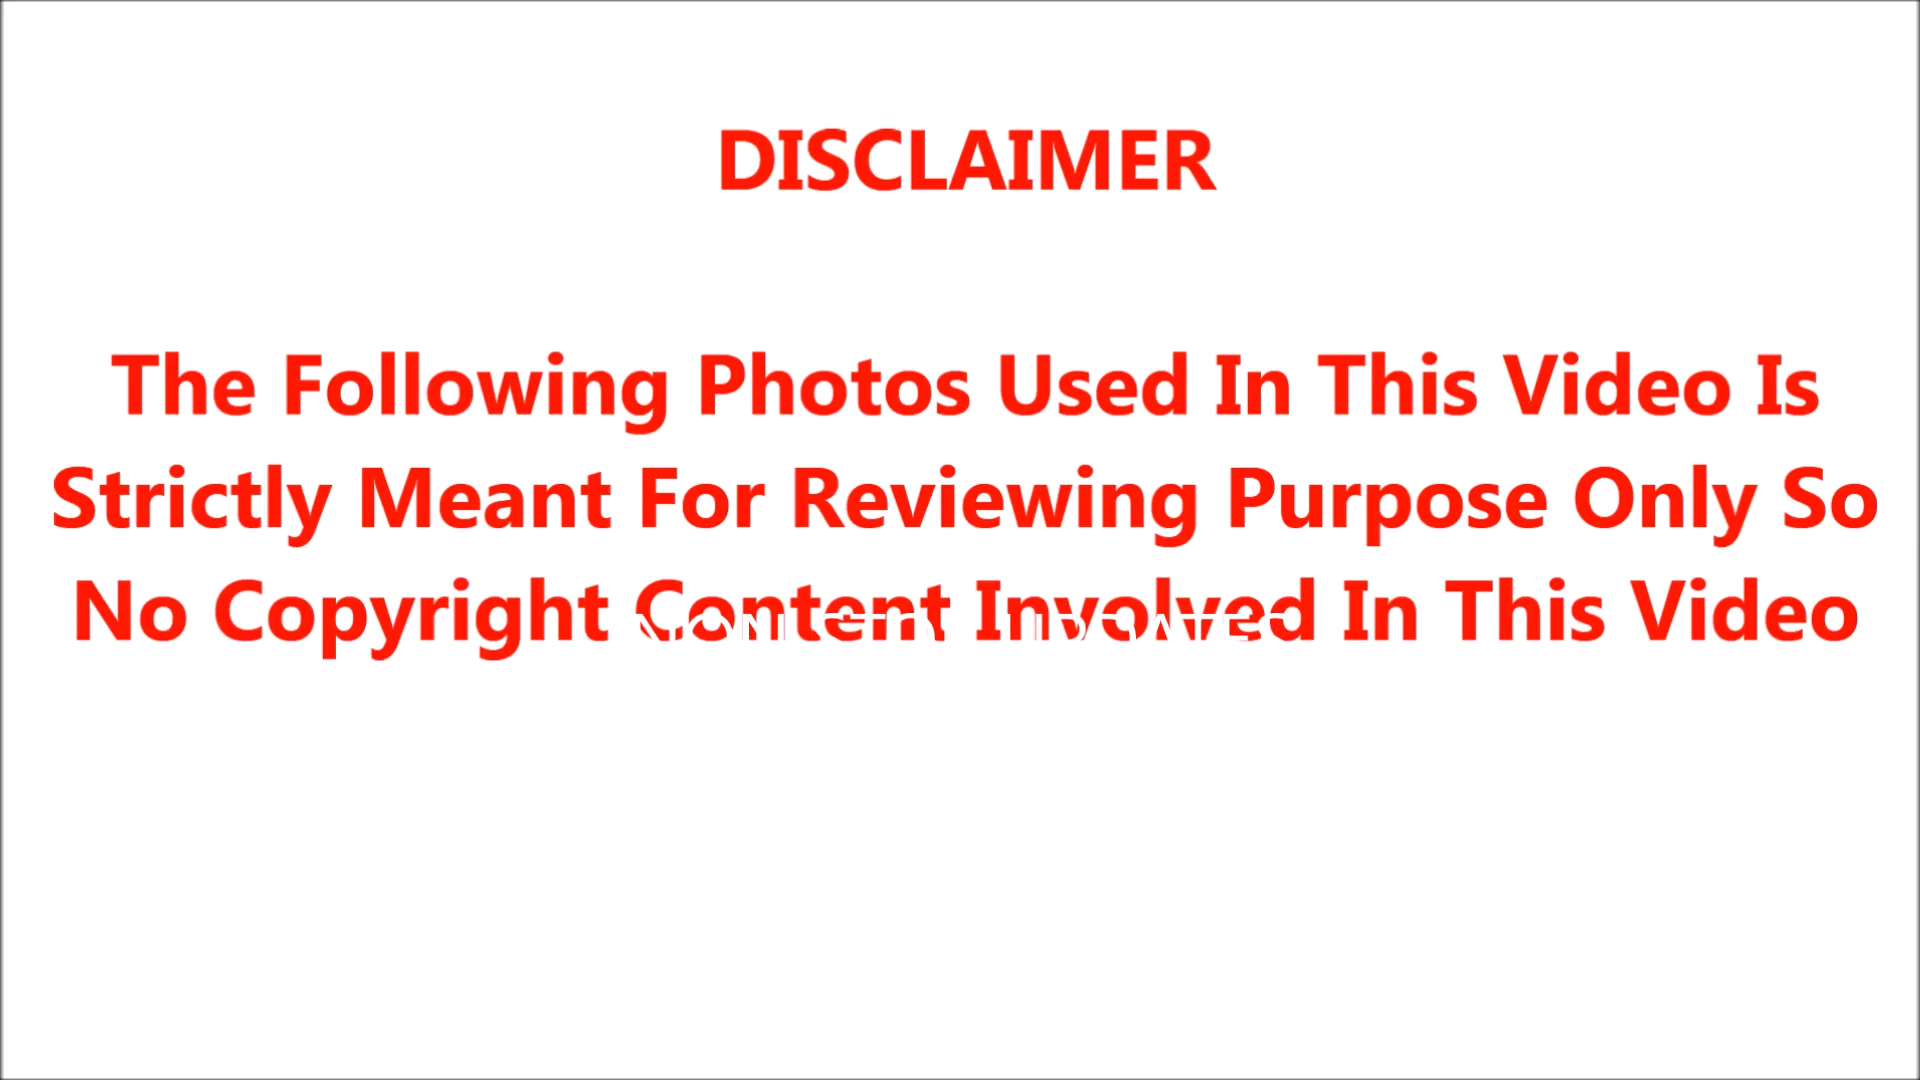 DISCLAIMER
The Following Photos Used In This Video Is
Strictly Meant For Reviewing Purpose Only So
No Copyright Content Involved In This Video